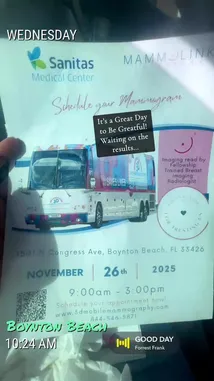 WEDNESDAY
Sanitas
Medical Center
MAMMOLINK
Schedule your Mammogram
It's a Great Day
to Be Greatful!
Waiting on the
results...
Imaging read by
Fellowship
Trained Breast
Imaging
Radiologist
Congress Ave, Boynton Beach, FL 33426
NOVEMBER | 26th | 2025
9:00am - 3:00pm
Schedule your appointment now!
BOYNTON BEACH
10:24 AM
GOOD DAY
Forrest Frank